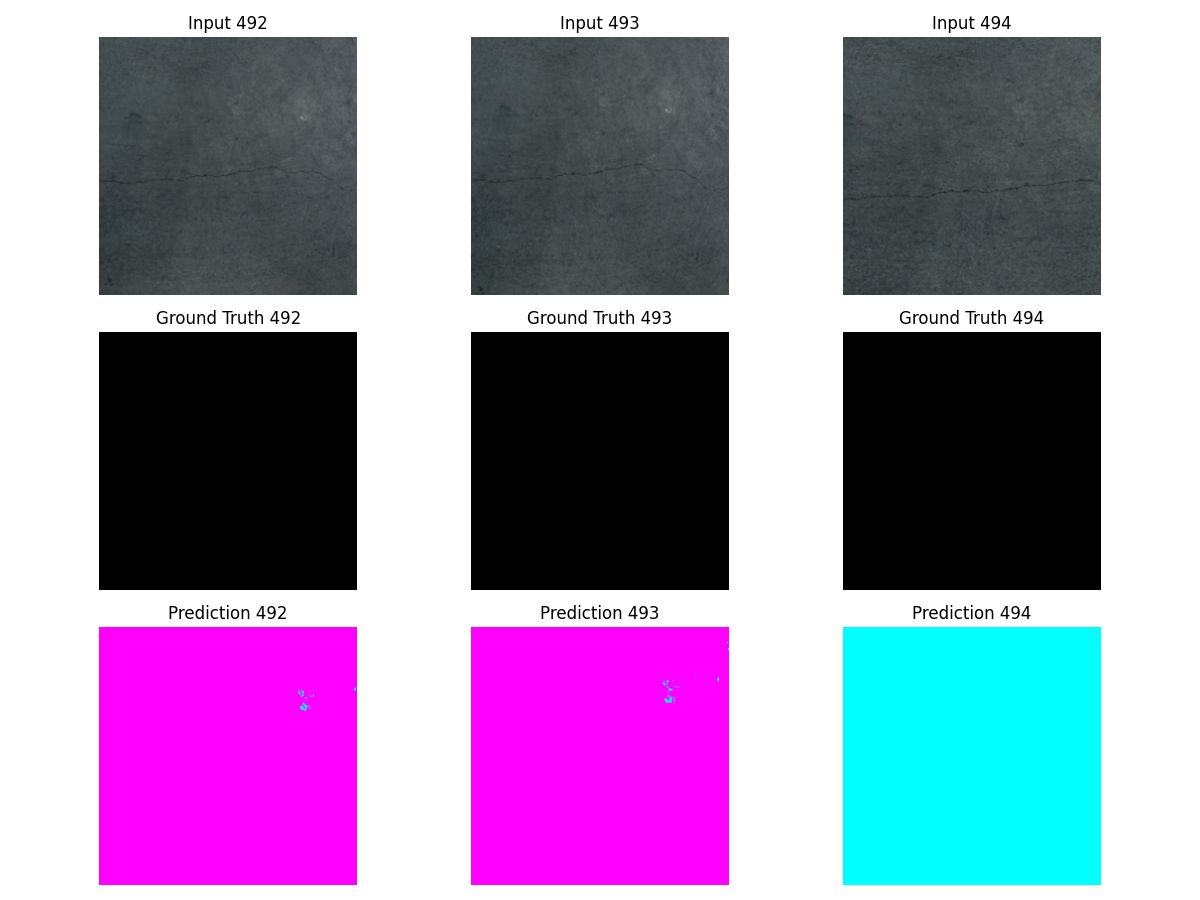 Input 492
Input 493
Input 494
Ground Truth 492
Ground Truth 493
Ground Truth 494
Prediction 492
Prediction 493
Prediction 494